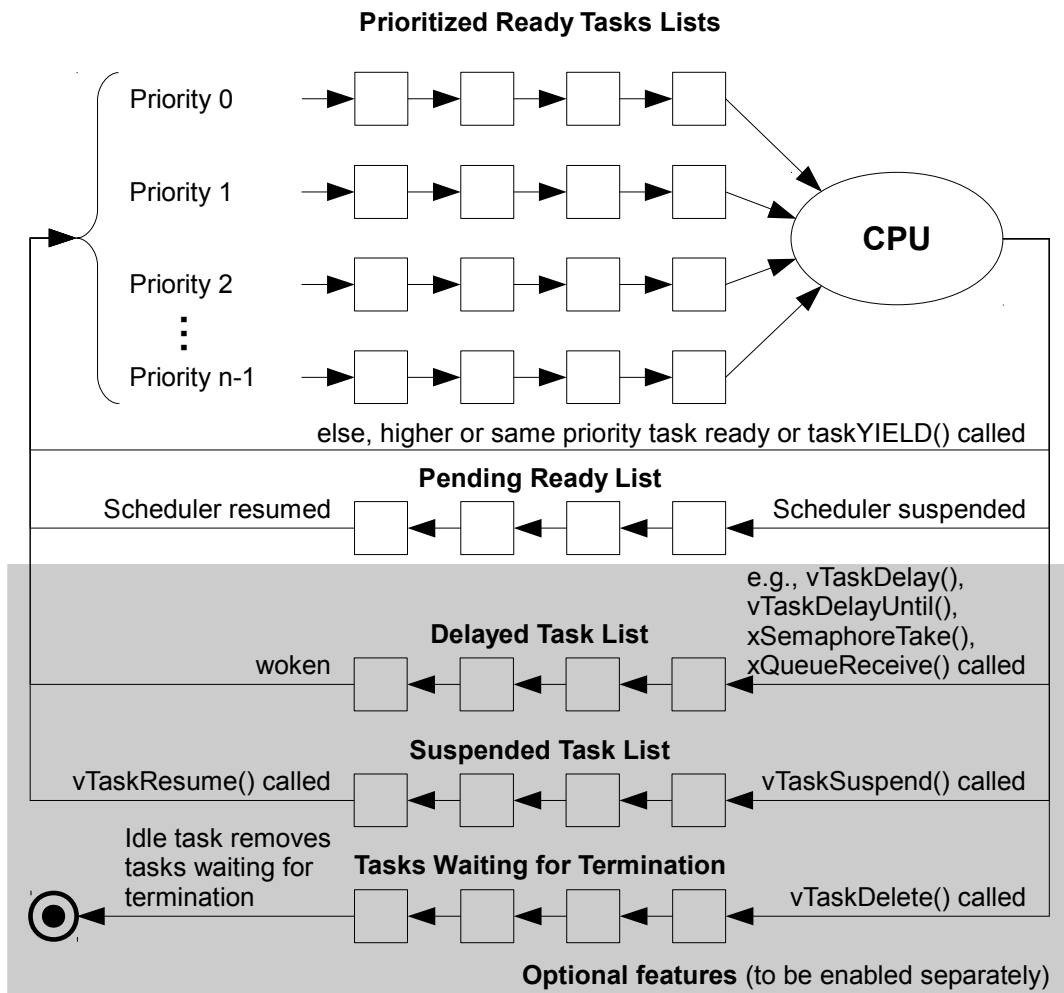 Prioritized Ready Tasks Lists
Priority 0
Priority 1
Priority 2
Priority n-1
CPU
else, higher or same priority task ready or taskYIELD() called
Pending Ready List
Scheduler resumed
Scheduler suspended
e.g., vTaskDelay(),
vTaskDelayUntil(),
xSemaphoreTake(),
xQueueReceive() called
Delayed Task List
woken
Suspended Task List
vTaskResume() called
vTaskSuspend() called
Idle task removes
tasks waiting for
termination
Tasks Waiting for Termination
vTaskDelete() called
Optional features (to be enabled separately)